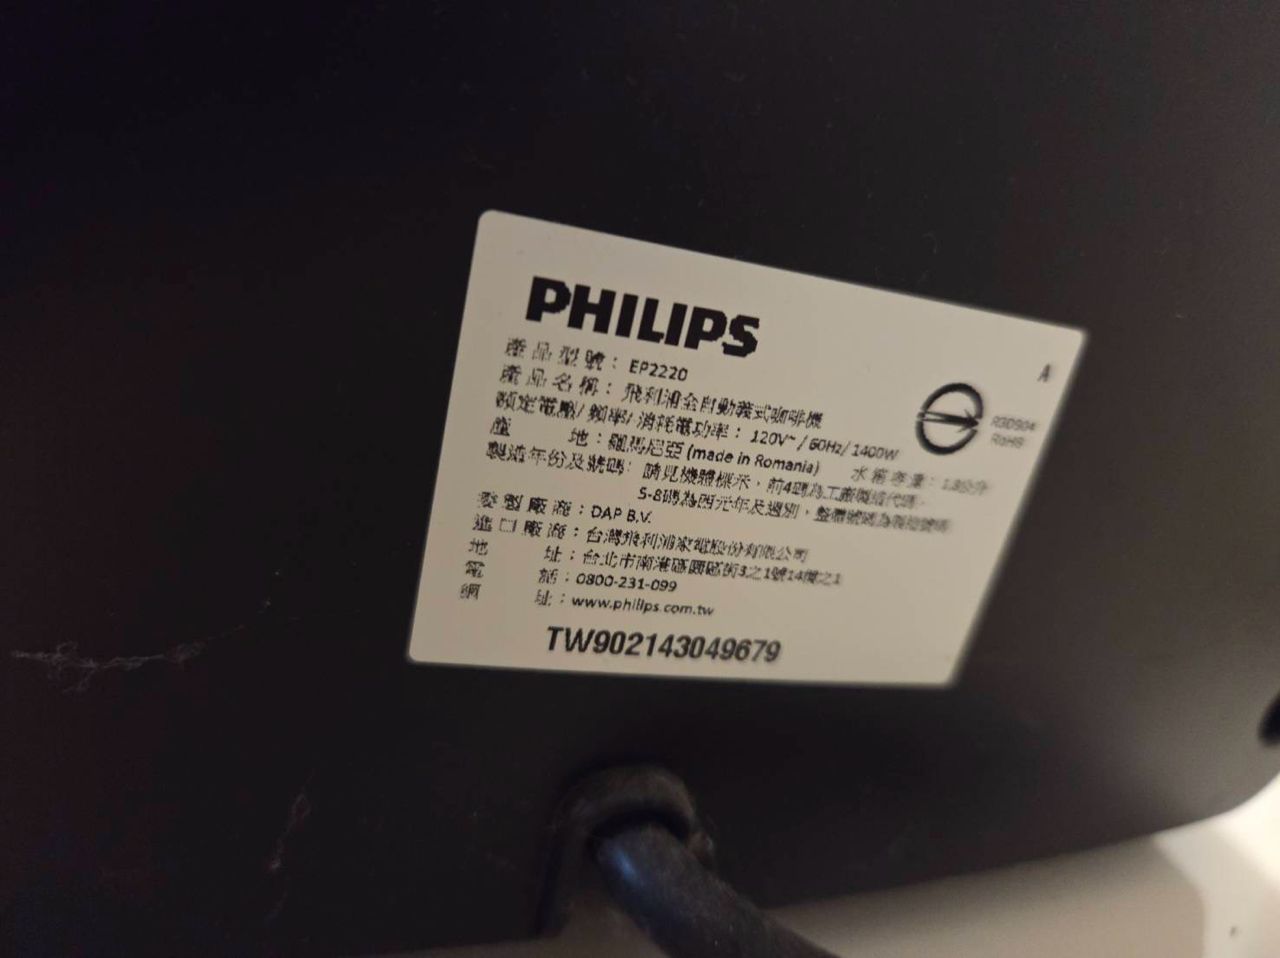 PHILIPS
A
產品型號：EP2220
產品名稱：飛利浦全自動義式咖啡機
額定電壓/頻率/消耗電功率：120V~/60Hz/1400W
R3D904
RoHS
產 地：羅馬尼亞 (made in Romania) 水箱容量：1.8公升
製造年份及號碼：請見機體標示，前4碼為工廠製造代碼，
5-8碼為西元年及週別，整體號碼為製造號碼
委製廠商：DAP B.V.
進口廠商：台灣飛利浦家電股份有限公司
地 址：台北市南港區園區街3之1號14樓之1
電 話：0800-231-099
網 址：www.philips.com.tw
TW902143049679